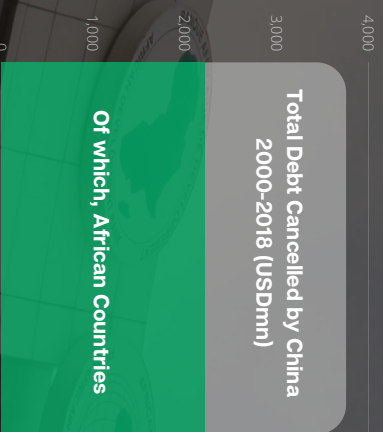 4,000
3,000
2,000
1,000
0
Total Debt Cancelled by China
2000-2018 (USDmn)
Of which, African Countries